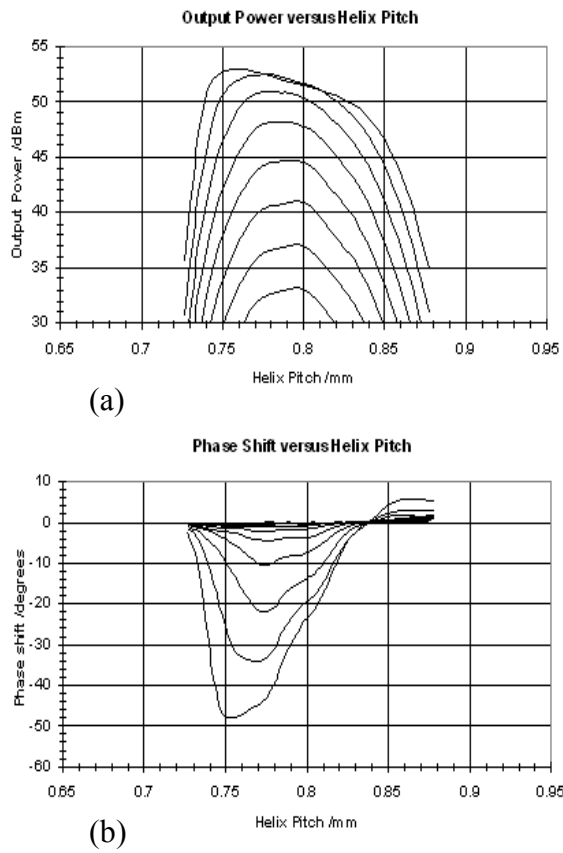 Output Power versus Helix Pitch
55
50
45
40
35
30
Output Power /dBm
0.65 0.7 0.75 0.8 0.85 0.9 0.95
Helix Pitch /mm
(a)
Phase Shift versus Helix Pitch
10
0
-10
-20
-30
-40
-50
-60
Phase shift /degrees
0.65 0.7 0.75 0.8 0.85 0.9 0.95
Helix Pitch /mm
(b)